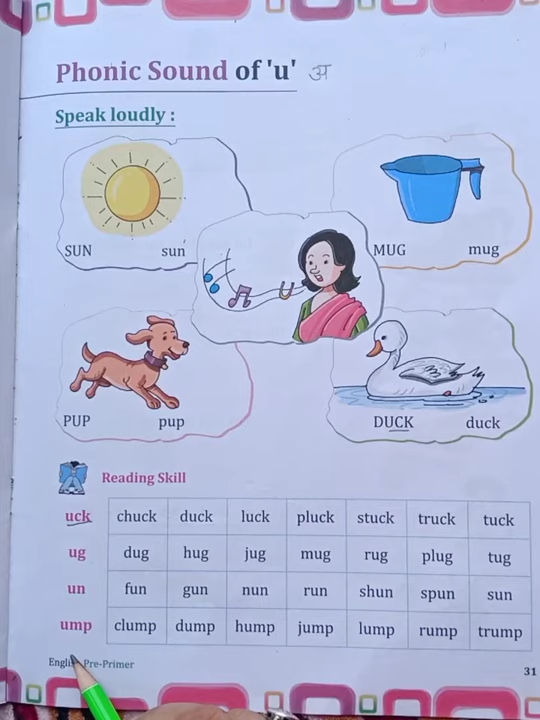 Phonic Sound of 'u' अ
Speak loudly :
SUN sun
MUG mug
U
PUP pup
DUCK duck
Reading Skill
uck chuck duck luck pluck stuck truck tuck
ug dug hug jug mug rug plug tug
un fun gun nun run shun spun sun
ump clump dump hump jump lump rump trump
English Pre-Primer
31